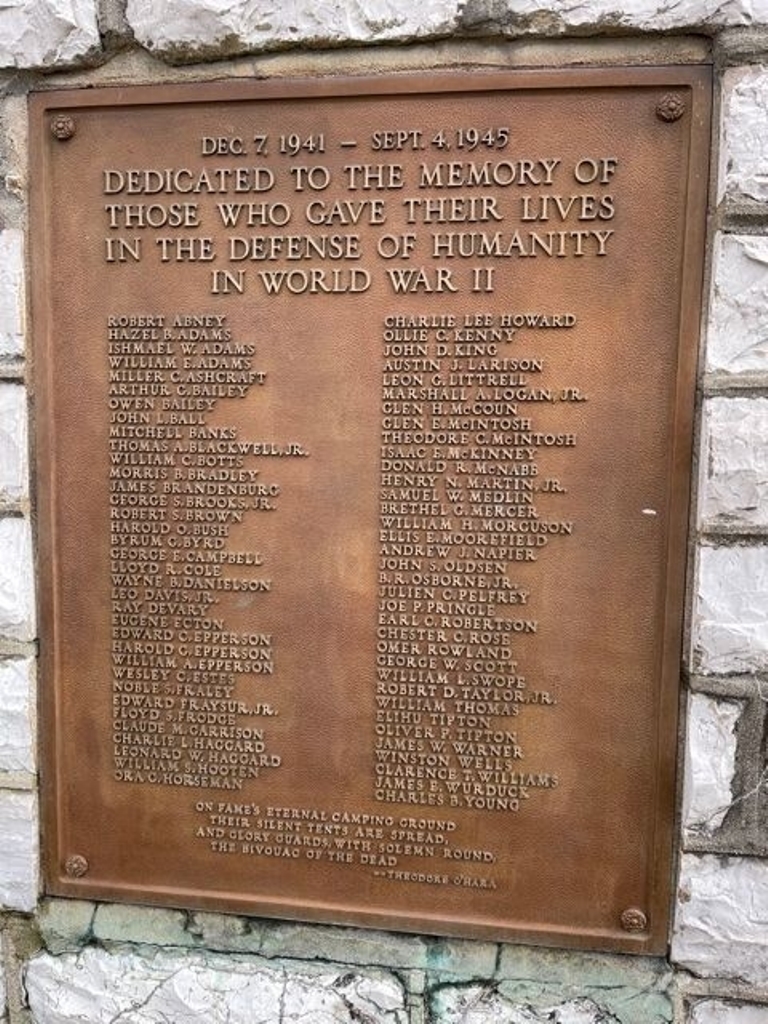 DEC. 7, 1941 — SEPT. 4, 1945
DEDICATED TO THE MEMORY OF
THOSE WHO GAVE THEIR LIVES
IN THE DEFENSE OF HUMANITY
IN WORLD WAR II
ROBERT ABNEY
HAZEL B. ADAMS
ISHMAEL W. ADAMS
WILLIAM E. ADAMS
MILLER C. ASHCRAFT
ARTHUR G. BAILEY
OWEN BAILEY
JOHN L. BALL
MITCHELL BANKS
THOMAS A. BLACKWELL, JR.
WILLIAM C. BOTTS
MORRIS B. BRADLEY
JAMES BRANDENBURG
GEORGE S. BROOKS, JR.
ROBERT S. BROWN
HAROLD O. BUSH
BYRUM G. BYRD
GEORGE E. CAMPBELL
LLOYD R. COLE
WAYNE B. DANIELSON
LEO DAVIS, JR.
RAY DEVARY
EUGENE ECTON
EDWARD C. EPPERSON
HAROLD G. EPPERSON
WILLIAM A. EPPERSON
WESLEY C. ESTES
NOBLE S. FRALEY
EDWARD FRAYSUR, JR.
FLOYD S. FRODGE
CLAUDE M. GARRISON
CHARLIE L. HAGGARD
LEONARD W. HAGGARD
WILLIAM S. HOOTEN
ORA C. HORSEMAN
CHARLIE LEE HOWARD
OLLIE C. KENNY
JOHN D. KING
AUSTIN J. LARISON
LEON G. LITTRELL
MARSHALL A. LOGAN, JR.
GLEN H. McCOUN
GLEN E. McINTOSH
THEODORE C. McINTOSH
ISAAC E. McKINNEY
DONALD R. McNABB
HENRY N. MARTIN, JR.
SAMUEL W. MEDLIN
BRETHEL G. MERCER
WILLIAM H. MORGUSON
ELLIS E. MOOREFIELD
ANDREW J. NAPIER
JOHN S. OLDSEN
B. R. OSBORNE, JR.
JULIEN C. PELFREY
JOE P. PRINGLE
EARL C. ROBERTSON
CHESTER C. ROSE
OMER ROWLAND
GEORGE W. SCOTT
WILLIAM L. SWOPE
ROBERT D. TAYLOR, JR.
WILLIAM THOMAS
ELIHU TIPTON
OLIVER P. TIPTON
JAMES W. WARNER
WINSTON WELLS
CLARENCE T. WILLIAMS
JAMES E. WURDUCK
CHARLES B. YOUNG
ON FAME'S ETERNAL CAMPING GROUND
THEIR SILENT TENTS ARE SPREAD,
AND GLORY GUARDS, WITH SOLEMN ROUND,
THE BIVOUAC OF THE DEAD
--THEODORE O'HARA